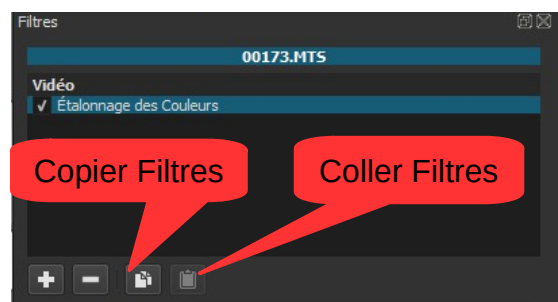 Filtres
00173.MTS
Vidéo
Étalonnage des Couleurs
Copier Filtres
Coller Filtres